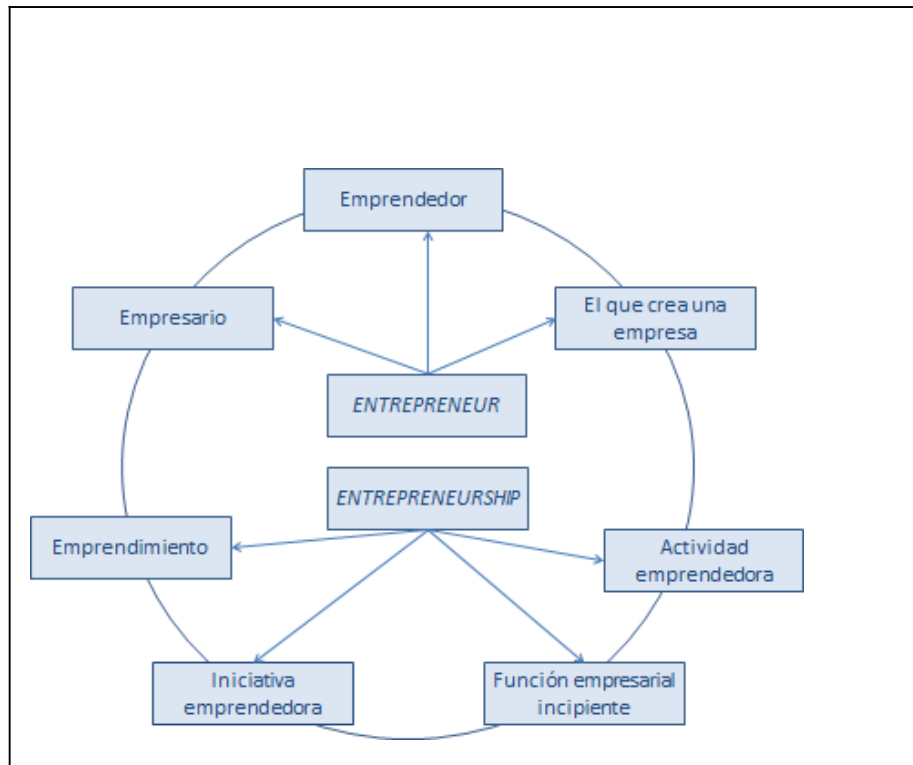 Emprendedor
Empresario
El que crea una
empresa
ENTREPRENEUR
ENTREPRENEURSHIP
Emprendimiento
Actividad
emprendedora
Iniciativa
emprendedora
Función empresarial
incipiente